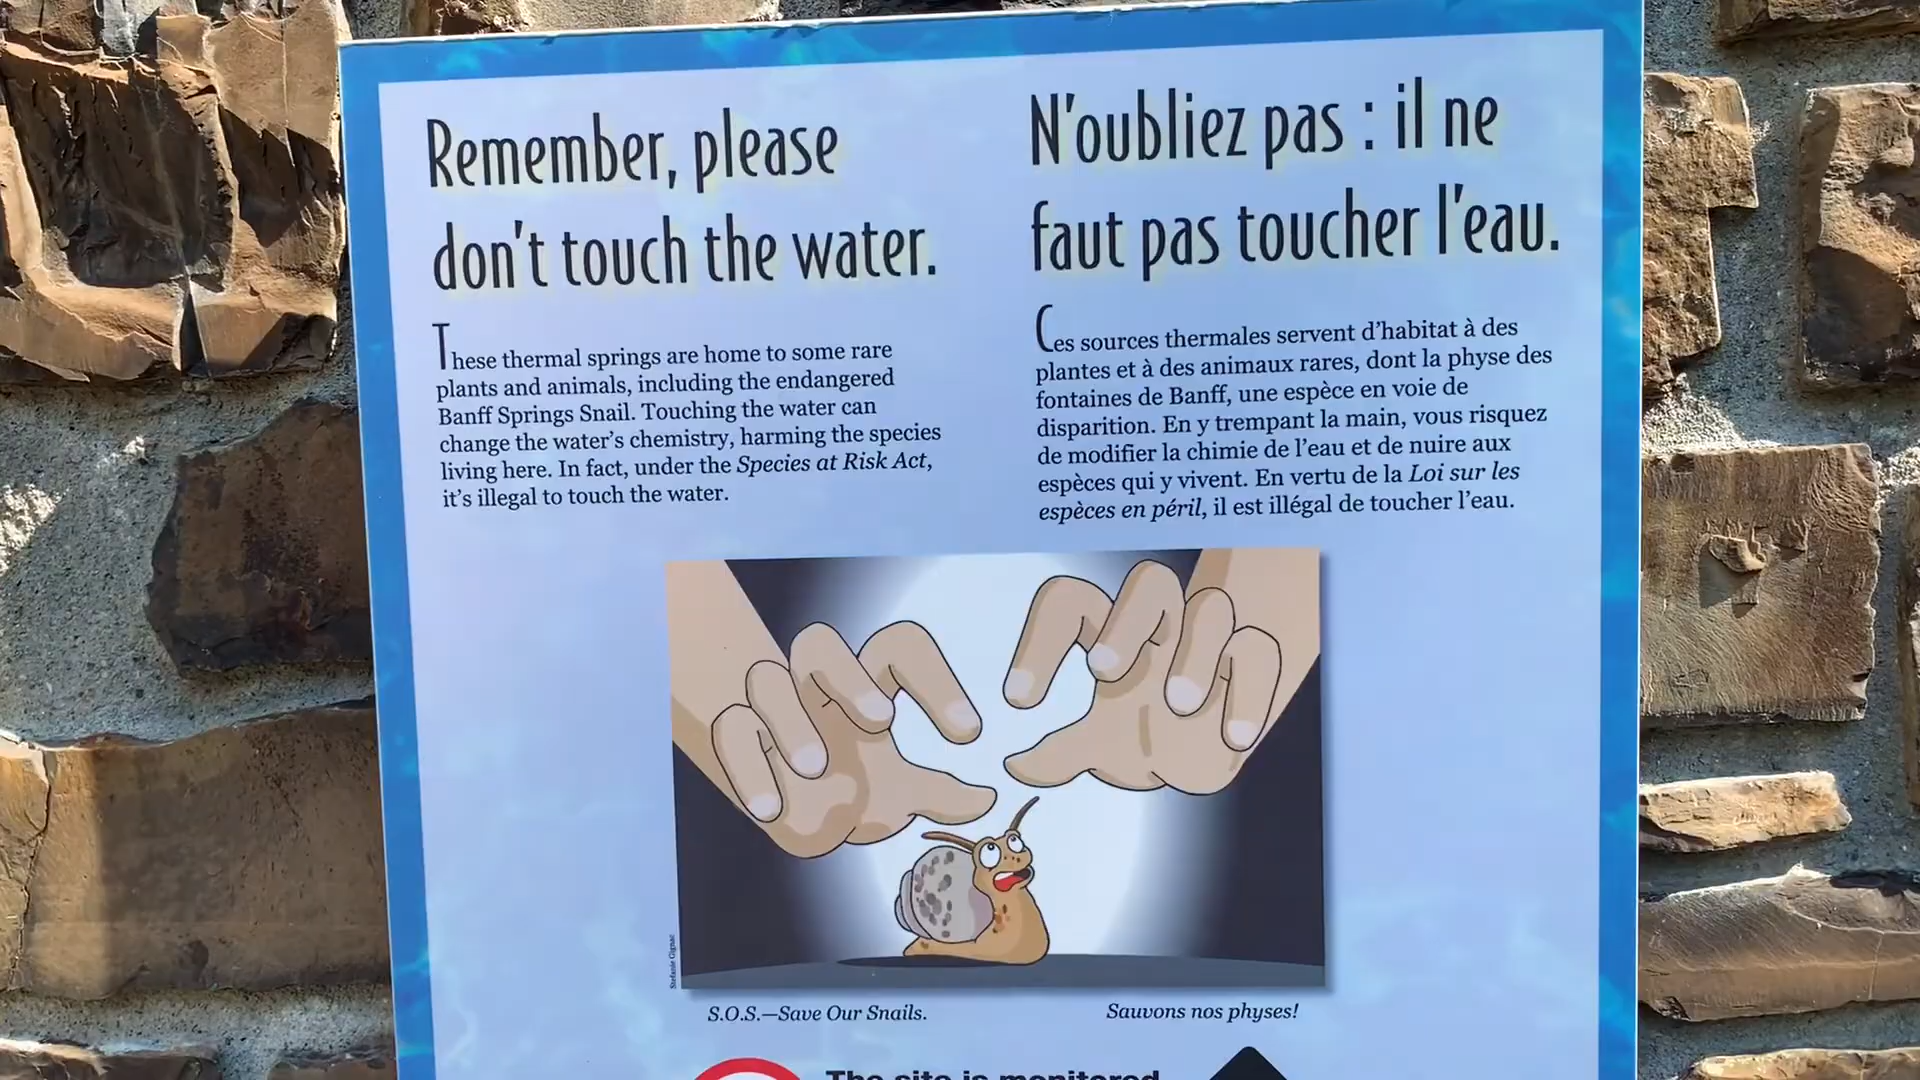 Remember, please
don't touch the water.
These thermal springs are home to some rare
plants and animals, including the endangered
Banff Springs Snail. Touching the water can
change the water's chemistry, harming the species
living here. In fact, under the Species at Risk Act,
it's illegal to touch the water.
N'oubliez pas : il ne
faut pas toucher l'eau.
Ces sources thermales servent d'habitat à des
plantes et à des animaux rares, dont la physe des
fontaines de Banff, une espèce en voie de
disparition. En y trempant la main, vous risquez
de modifier la chimie de l'eau et de nuire aux
espèces qui y vivent. En vertu de la Loi sur les
espèces en péril, il est illégal de toucher l'eau.
Stefanie Gignac
S.O.S.—Save Our Snails.
Sauvons nos physes!
The site is monitored